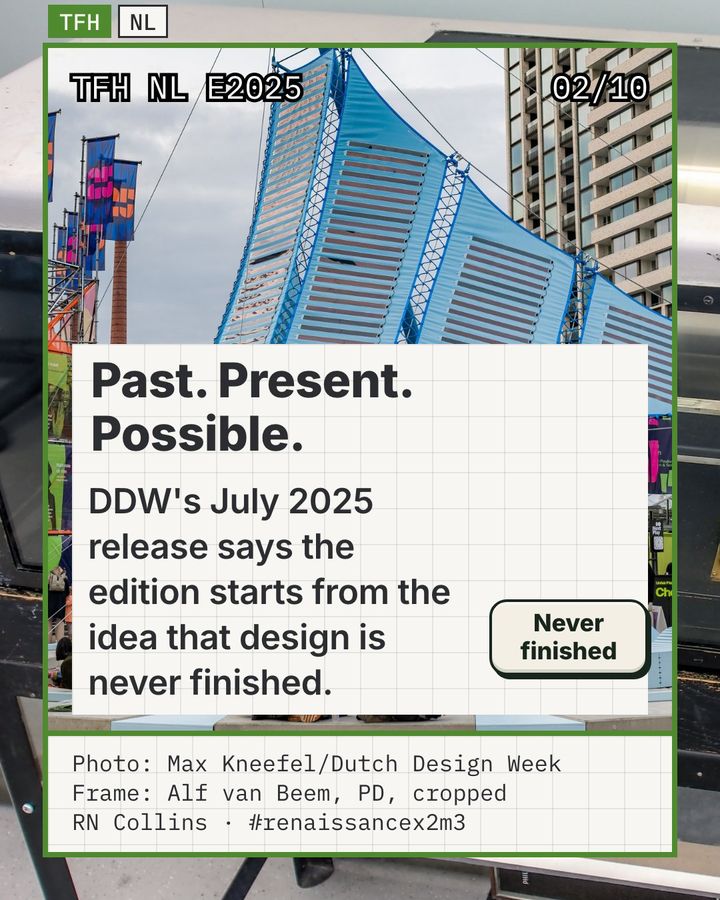 TFH NL
TFH NL E2025
02/10
Past. Present.
Possible.
DDW's July 2025
release says the
edition starts from the
idea that design is
never finished.
Never
finished
Photo: Max Kneefel/Dutch Design Week
Frame: Alf van Beem, PD, cropped
RN Collins · #renaissancex2m3